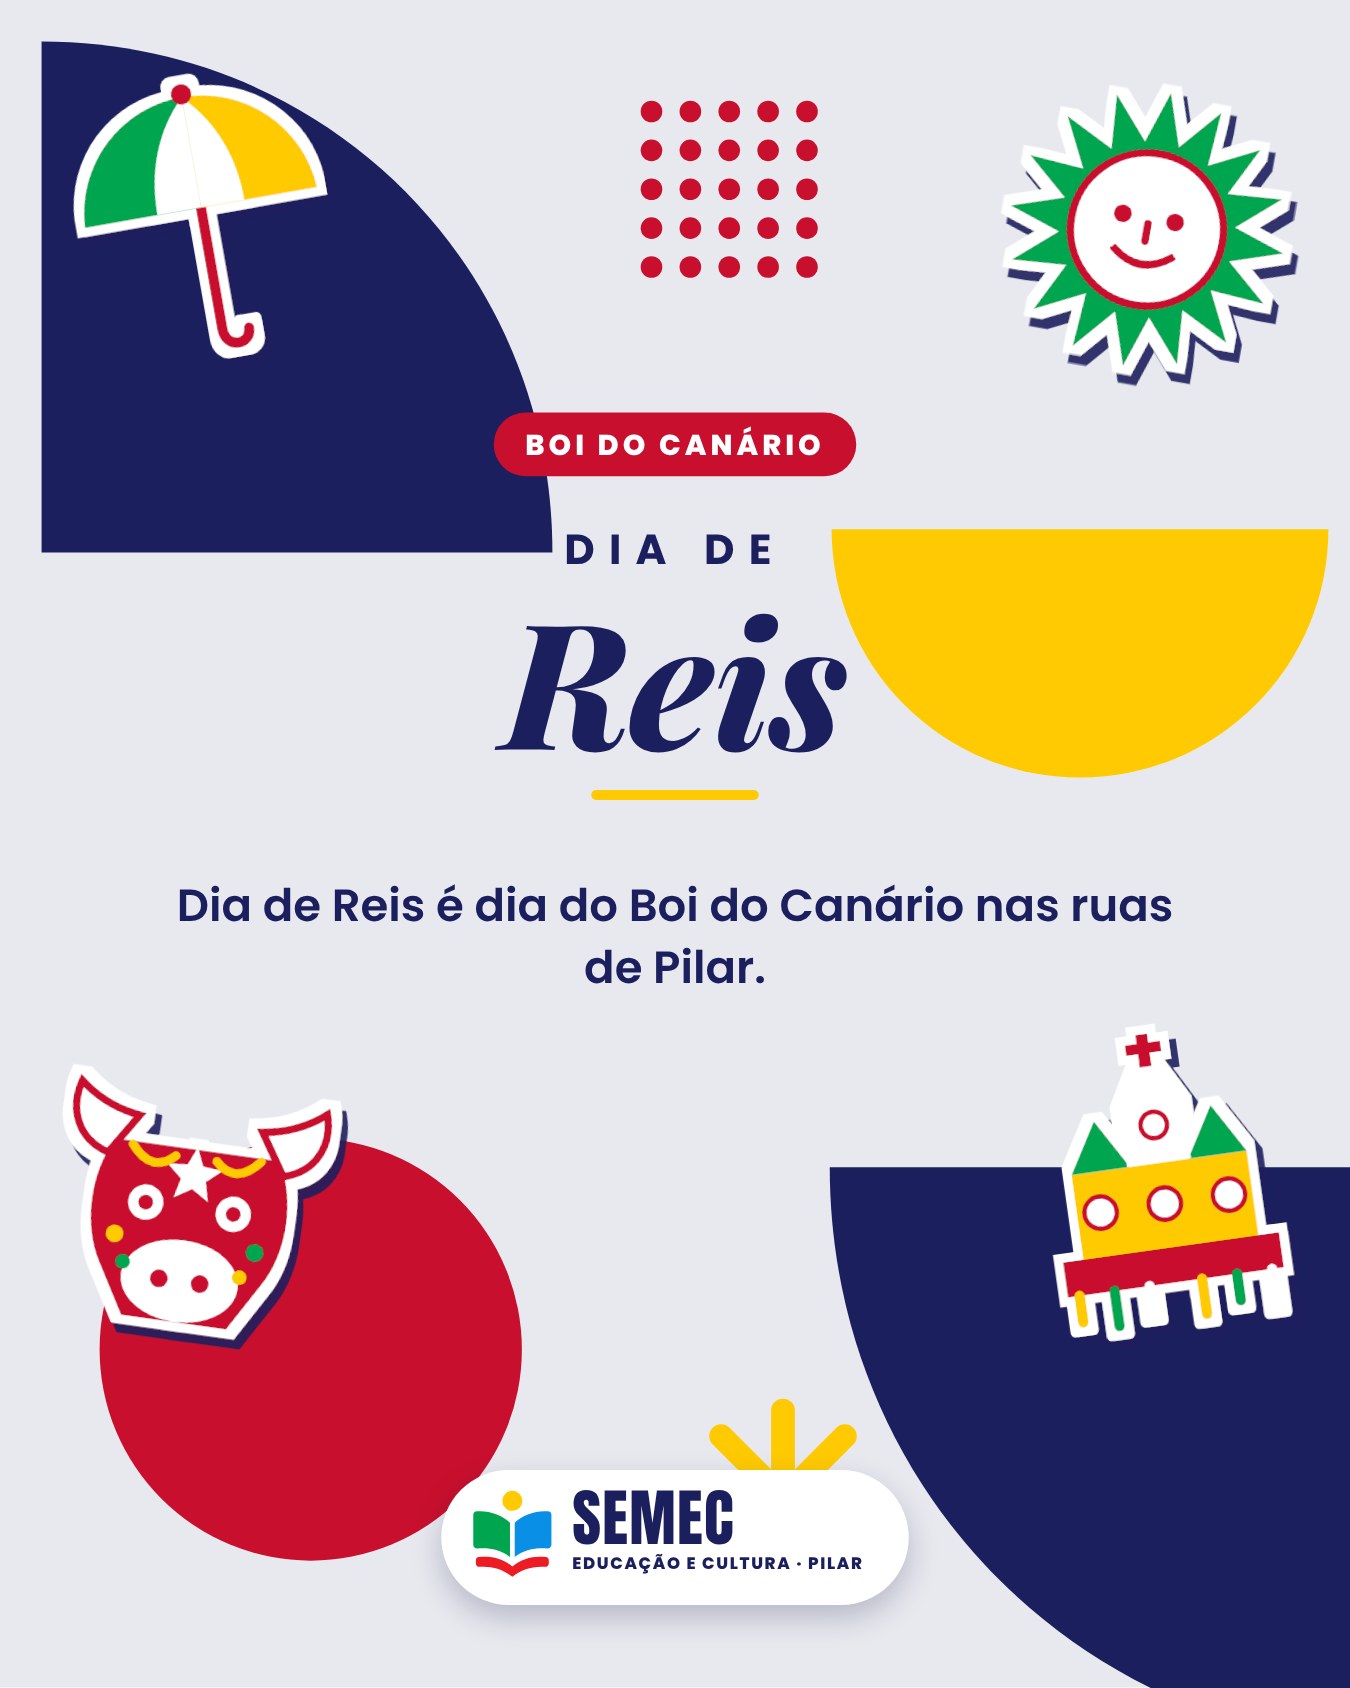 BOI DO CANÁRIO
DIA DE
Reis
Dia de Reis é dia do Boi do Canário nas ruas
de Pilar.
SEMEC
EDUCAÇÃO E CULTURA · PILAR